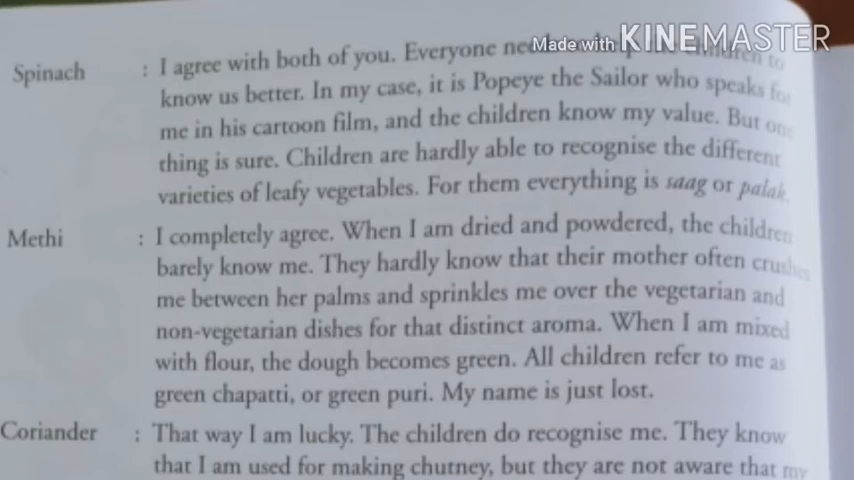 Made with KINEMASTER
Spinach : I agree with both of you. Everyone children to
know us better. In my case, it is Popeye the Sailor who speaks for
me in his cartoon film, and the children know my value. But one
thing is sure. Children are hardly able to recognise the different
varieties of leafy vegetables. For them everything is saag or palak.
Methi : I completely agree. When I am dried and powdered, the children
barely know me. They hardly know that their mother often crushes
me between her palms and sprinkles me over the vegetarian and
non-vegetarian dishes for that distinct aroma. When I am mixed
with flour, the dough becomes green. All children refer to me as
green chapatti, or green puri. My name is just lost.
Coriander : That way I am lucky. The children do recognise me. They know
that I am used for making chutney, but they are not aware that my